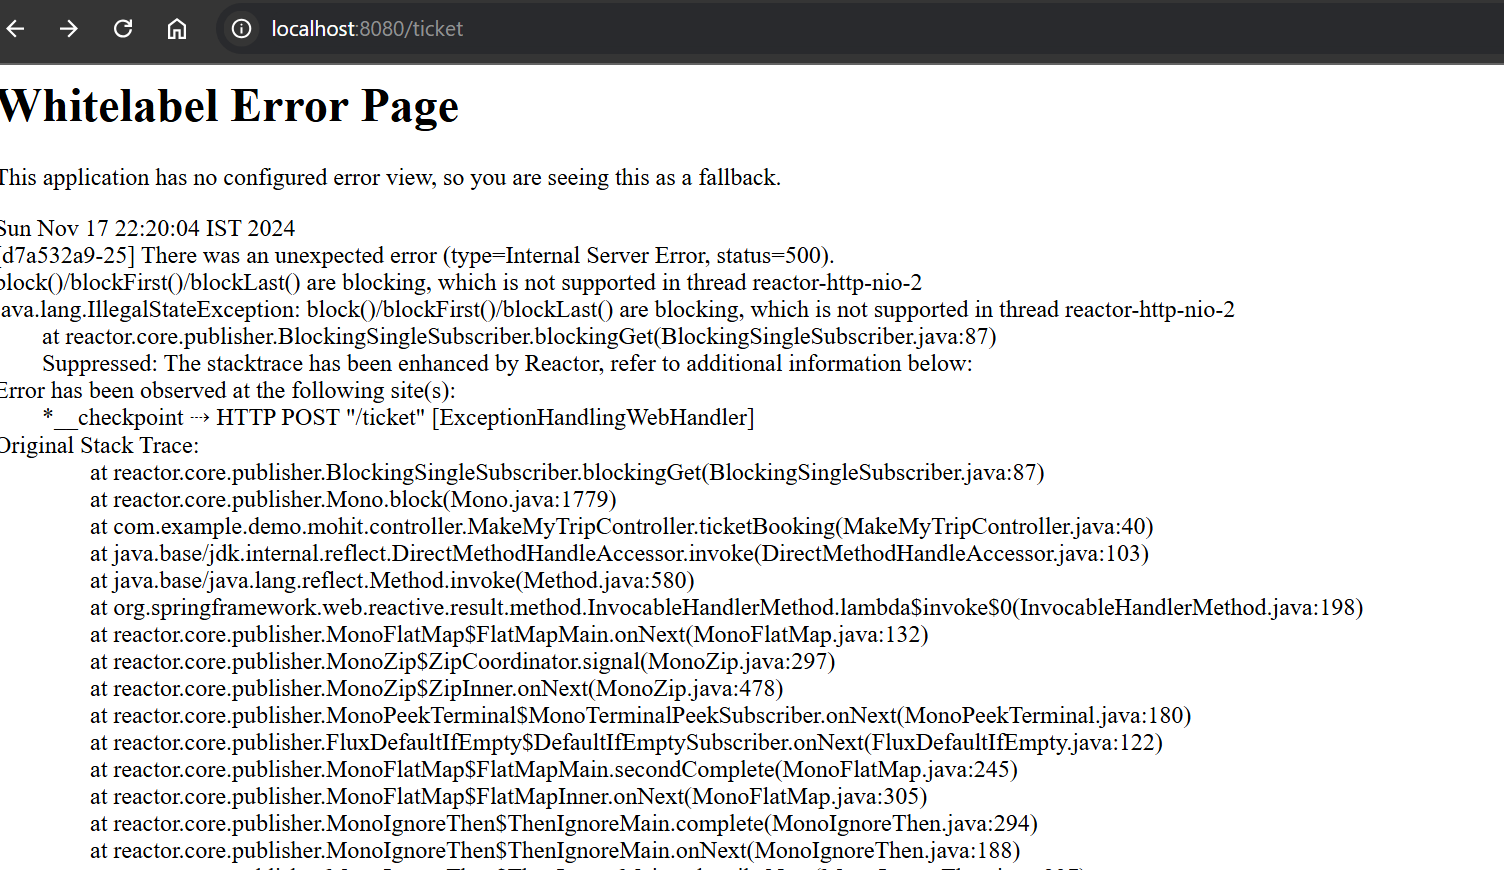 localhost:8080/ticket
Whitelabel Error Page
This application has no configured error view, so you are seeing this as a fallback.
Sun Nov 17 22:20:04 IST 2024
[d7a532a9-25] There was an unexpected error (type=Internal Server Error, status=500).
block()/blockFirst()/blockLast() are blocking, which is not supported in thread reactor-http-nio-2
java.lang.IllegalStateException: block()/blockFirst()/blockLast() are blocking, which is not supported in thread reactor-http-nio-2
at reactor.core.publisher.BlockingSingleSubscriber.blockingGet(BlockingSingleSubscriber.java:87)
Suppressed: The stacktrace has been enhanced by Reactor, refer to additional information below:
Error has been observed at the following site(s):
*__checkpoint ⇢ HTTP POST "/ticket" [ExceptionHandlingWebHandler]
Original Stack Trace:
at reactor.core.publisher.BlockingSingleSubscriber.blockingGet(BlockingSingleSubscriber.java:87)
at reactor.core.publisher.Mono.block(Mono.java:1779)
at com.example.demo.mohit.controller.MakeMyTripController.ticketBooking(MakeMyTripController.java:40)
at java.base/jdk.internal.reflect.DirectMethodHandleAccessor.invoke(DirectMethodHandleAccessor.java:103)
at java.base/java.lang.reflect.Method.invoke(Method.java:580)
at org.springframework.web.reactive.result.method.InvocableHandlerMethod.lambda$invoke$0(InvocableHandlerMethod.java:198)
at reactor.core.publisher.MonoFlatMap$FlatMapMain.onNext(MonoFlatMap.java:132)
at reactor.core.publisher.MonoZip$ZipCoordinator.signal(MonoZip.java:297)
at reactor.core.publisher.MonoZip$ZipInner.onNext(MonoZip.java:478)
at reactor.core.publisher.MonoPeekTerminal$MonoTerminalPeekSubscriber.onNext(MonoPeekTerminal.java:180)
at reactor.core.publisher.FluxDefaultIfEmpty$DefaultIfEmptySubscriber.onNext(FluxDefaultIfEmpty.java:122)
at reactor.core.publisher.MonoFlatMap$FlatMapMain.secondComplete(MonoFlatMap.java:245)
at reactor.core.publisher.MonoFlatMap$FlatMapInner.onNext(MonoFlatMap.java:305)
at reactor.core.publisher.MonoIgnoreThen$ThenIgnoreMain.complete(MonoIgnoreThen.java:294)
at reactor.core.publisher.MonoIgnoreThen$ThenIgnoreMain.onNext(MonoIgnoreThen.java:188)